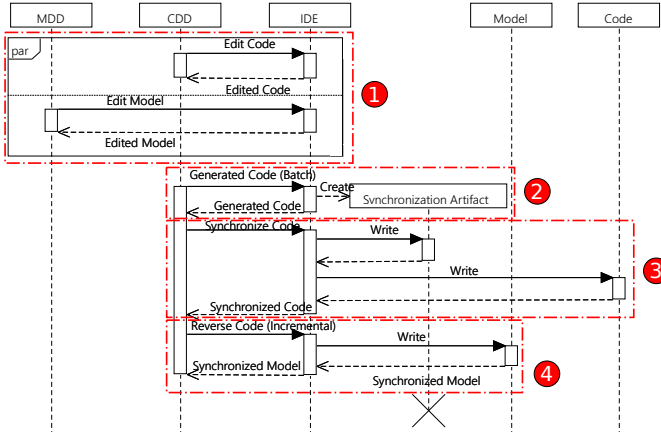 MDD CDD IDE Model Code
par
Edit Code
Edited Code
1
Edit Model
Edited Model
Generated Code (Batch)
Create
Synchronization Artifact
2
Generated Code
Synchronize Code
Write
Write
3
Synchronized Code
Reverse Code (Incremental)
Write
Synchronized Model
4
Synchronized Model